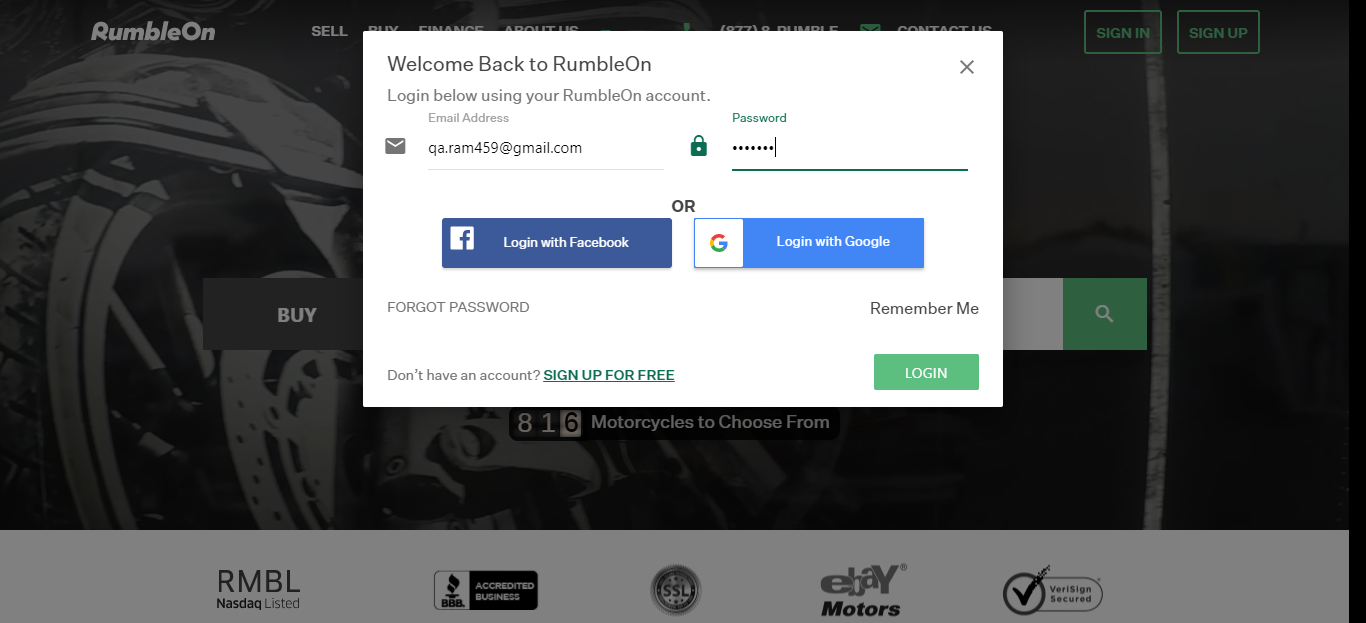 RumbleOn
SELL BUY FINANCE ABOUT US (877) 8 RUMBLE CONTACT US SIGN IN SIGN UP
Welcome Back to RumbleOn
Login below using your RumbleOn account.
Email Address Password
qa.ram459@gmail.com •••••••
OR
Login with Facebook Login with Google
FORGOT PASSWORD Remember Me
BUY
Don't have an account? SIGN UP FOR FREE LOGIN
816 Motorcycles to Choose From
RMBL
Nasdaq Listed
BBB. ACCREDITED
BUSINESS
SSL
ebay®
Motors
VeriSign
Secured